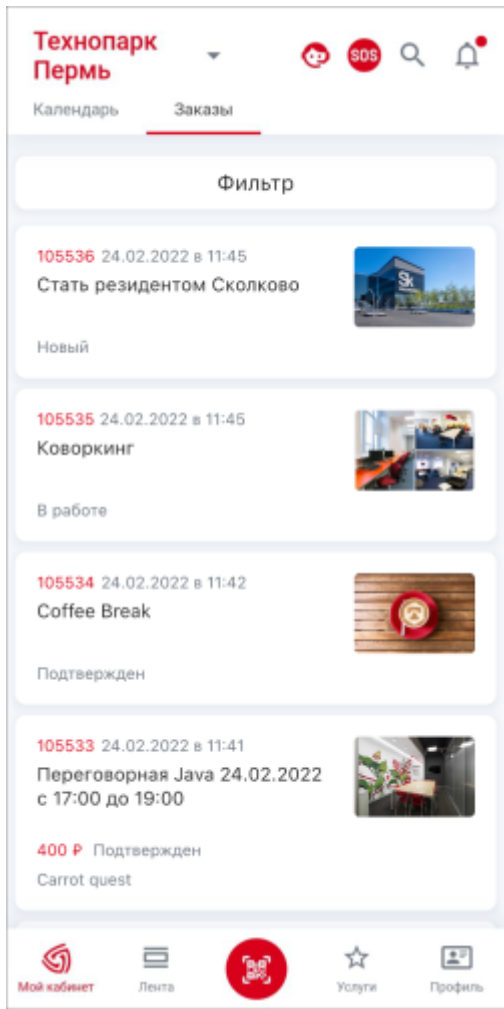 Технопарк
Пермь
SOS
Календарь Заказы
Фильтр
105536 24.02.2022 в 11:45
Стать резидентом Сколково
Sk
Новый
105535 24.02.2022 в 11:45
Коворкинг
В работе
105534 24.02.2022 в 11:42
Coffee Break
Подтвержден
105533 24.02.2022 в 11:41
Переговорная Java 24.02.2022
с 17:00 до 19:00
400 ₽ Подтвержден
Carrot quest
Мой кабинет Лента Услуги Профиль